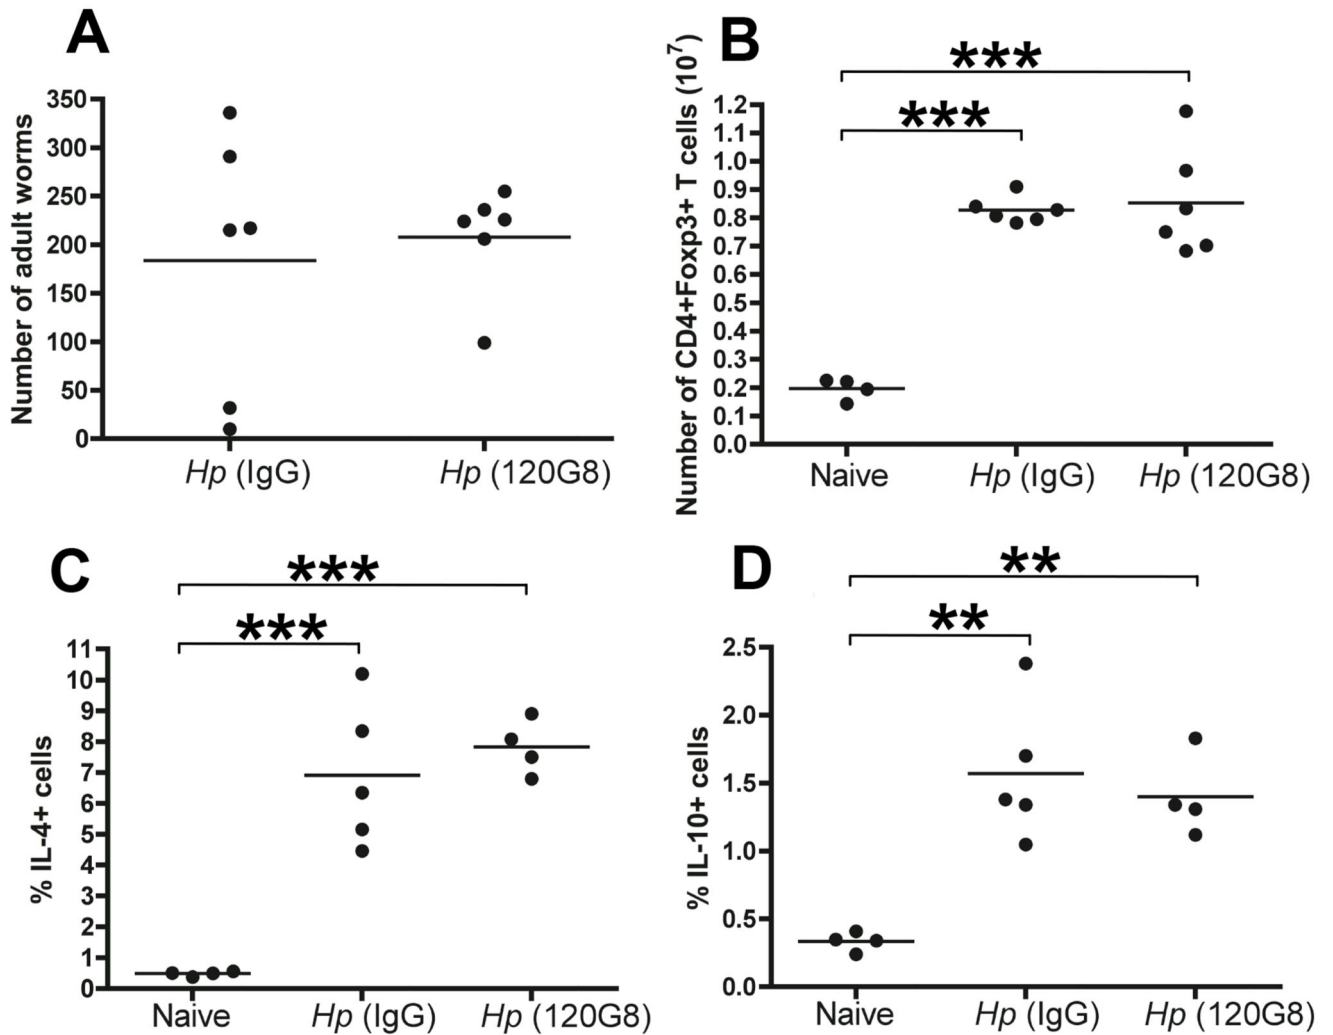 A
Number of adult worms
350
300
250
200
150
100
50
0
Hp (IgG)
Hp (120G8)
B
Number of CD4+Foxp3+ T cells (10⁷)
***
***
1.2
1.1
1.0
0.9
0.8
0.7
0.6
0.5
0.4
0.3
0.2
0.1
0.0
Naive
Hp (IgG)
Hp (120G8)
C
% IL-4+ cells
***
***
11
10
9
8
7
6
5
4
3
2
1
0
Naive
Hp (IgG)
Hp (120G8)
D
% IL-10+ cells
**
**
2.5
2.0
1.5
1.0
0.5
0.0
Naive
Hp (IgG)
Hp (120G8)